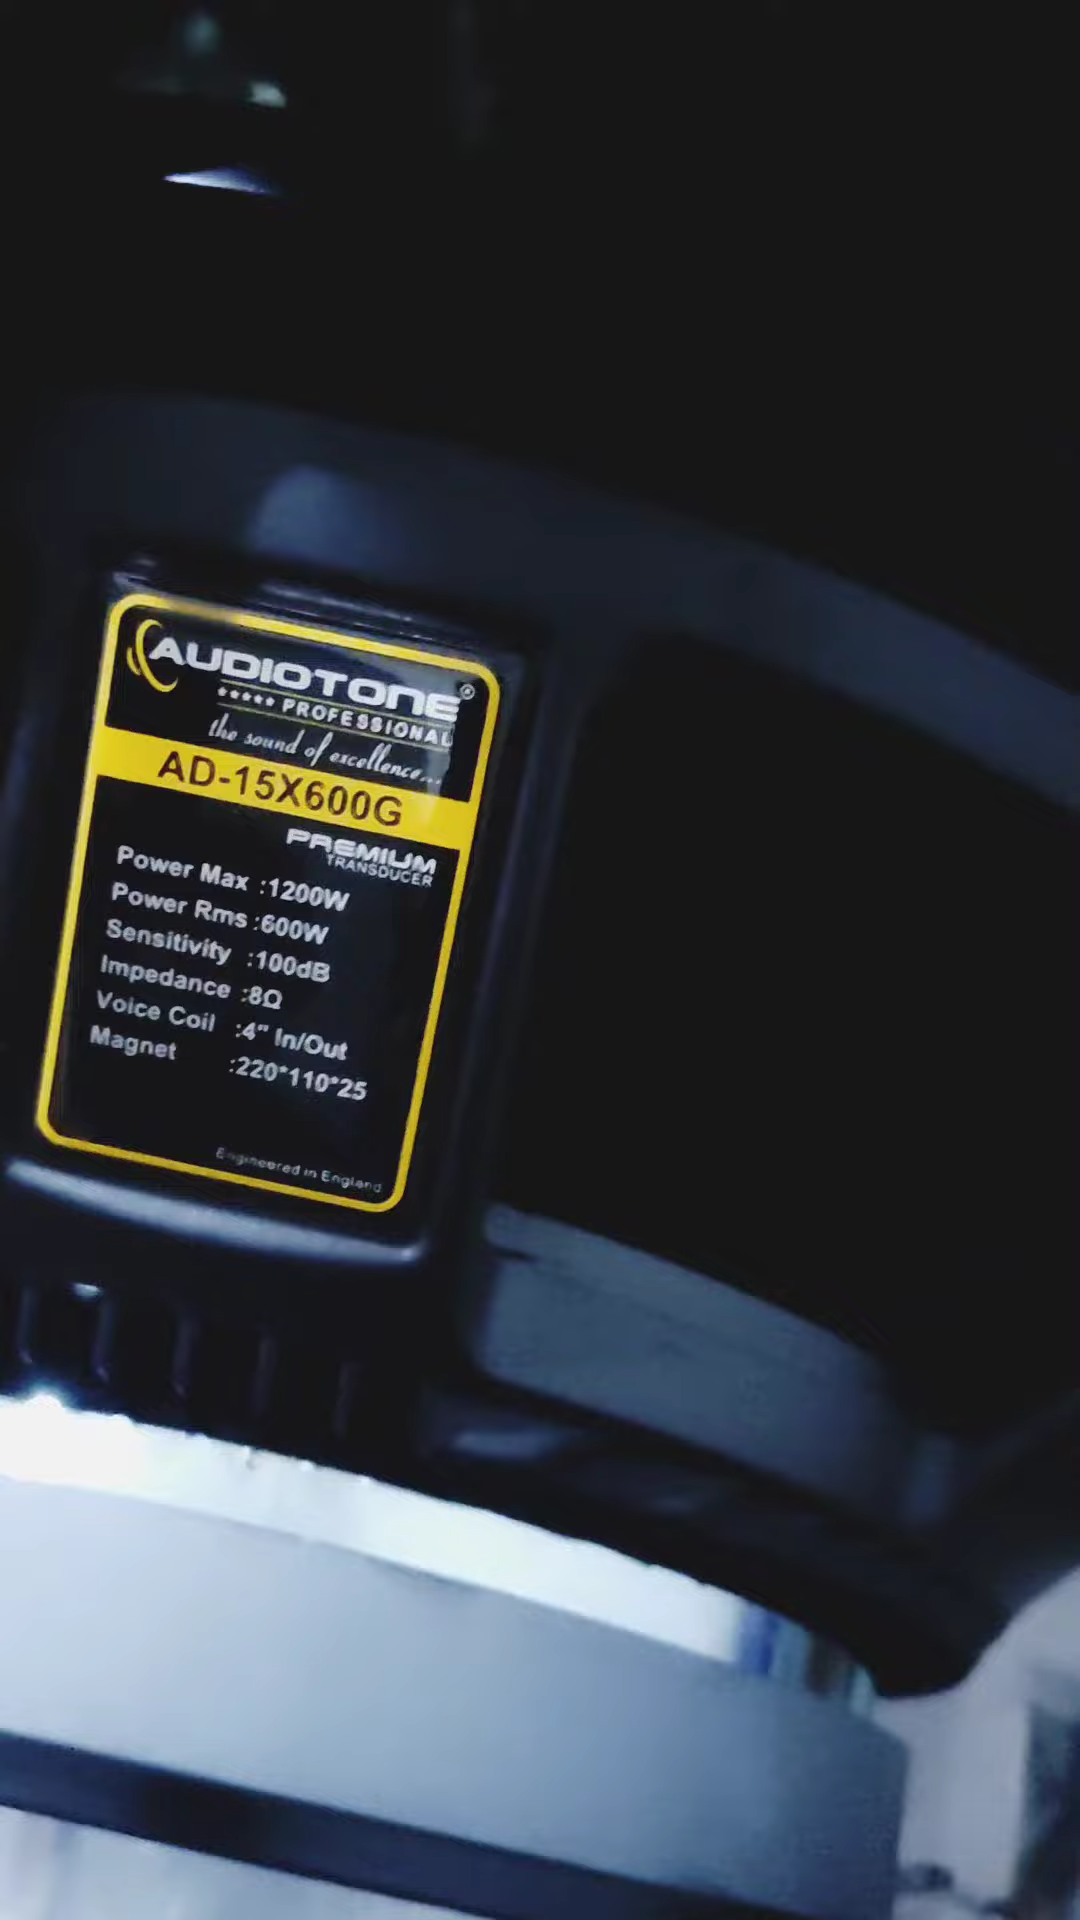 AUDIOTONE®
***** PROFESSIONAL
the sound of excellence...
AD-15X600G
PREMIUM
TRANSDUCER
Power Max :1200W
Power Rms :600W
Sensitivity :100dB
Impedance :8Ω
Voice Coil :4" In/Out
Magnet :220*110*25
Engineered in England